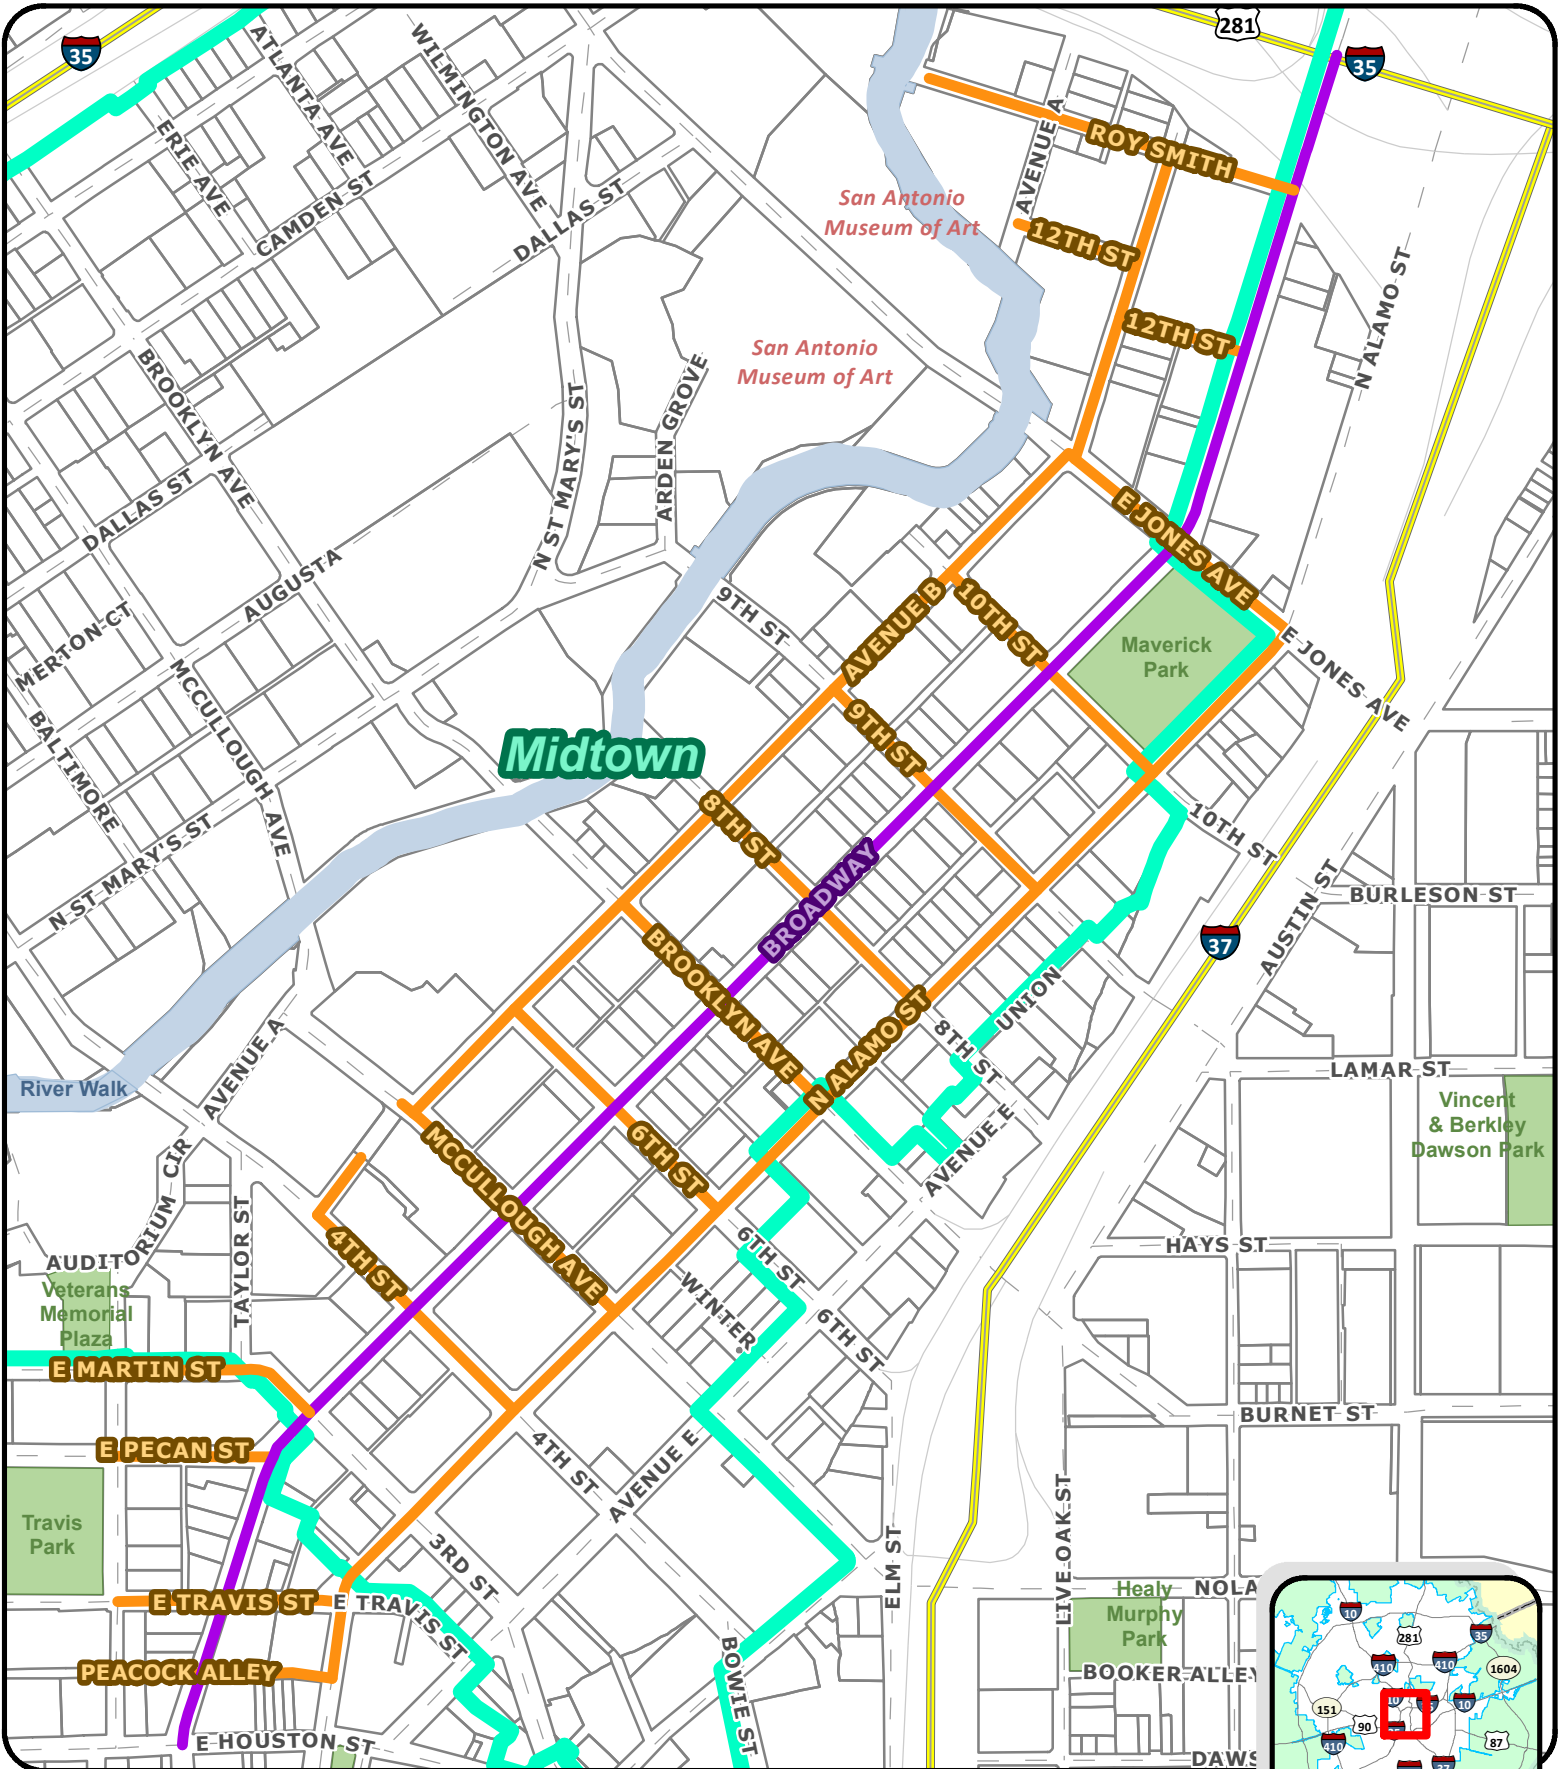 281
35
35
ATLANTA AVE
WILMINGTON AVE
ERIE AVE
CAMDEN ST
DALLAS ST
AVENUE A
ROY SMITH
San Antonio
Museum of Art
12TH ST
12TH ST
N ALAMO ST
San Antonio
Museum of Art
BROOKLYN AVE
N ST MARY'S ST
ARDEN GROVE
DALLAS ST
AUGUSTA
E JONES AVE
9TH ST
AVENUE B
10TH ST
MERTON CT
MCCULLOUGH AVE
Maverick
Park
E JONES AVE
BALTIMORE
9TH ST
Midtown
8TH ST
10TH ST
N ST MARY'S ST
BROADWAY
BURLESON ST
AUSTIN ST
37
BROOKLYN AVE
UNION
N ALAMO ST
8TH ST
AVENUE A
River Walk
LAMAR ST
Vincent
& Berkley
Dawson Park
MCCULLOUGH AVE
6TH ST
AVENUE E
AUDITORIUM CIR
TAYLOR ST
Veterans
Memorial
Plaza
4TH ST
6TH ST
HAYS ST
WINTER
6TH ST
E MARTIN ST
BURNET ST
E PECAN ST
4TH ST
AVENUE E
Travis
Park
3RD ST
ELM ST
LIVE OAK ST
E TRAVIS ST
E TRAVIS ST
Healy
Murphy
Park
NOLA
PEACOCK ALLEY
BOWIE ST
BOOKER ALLEY
E HOUSTON ST
DAWS
10
281
35
410
410
1604
10
10
151
90
410
87
37